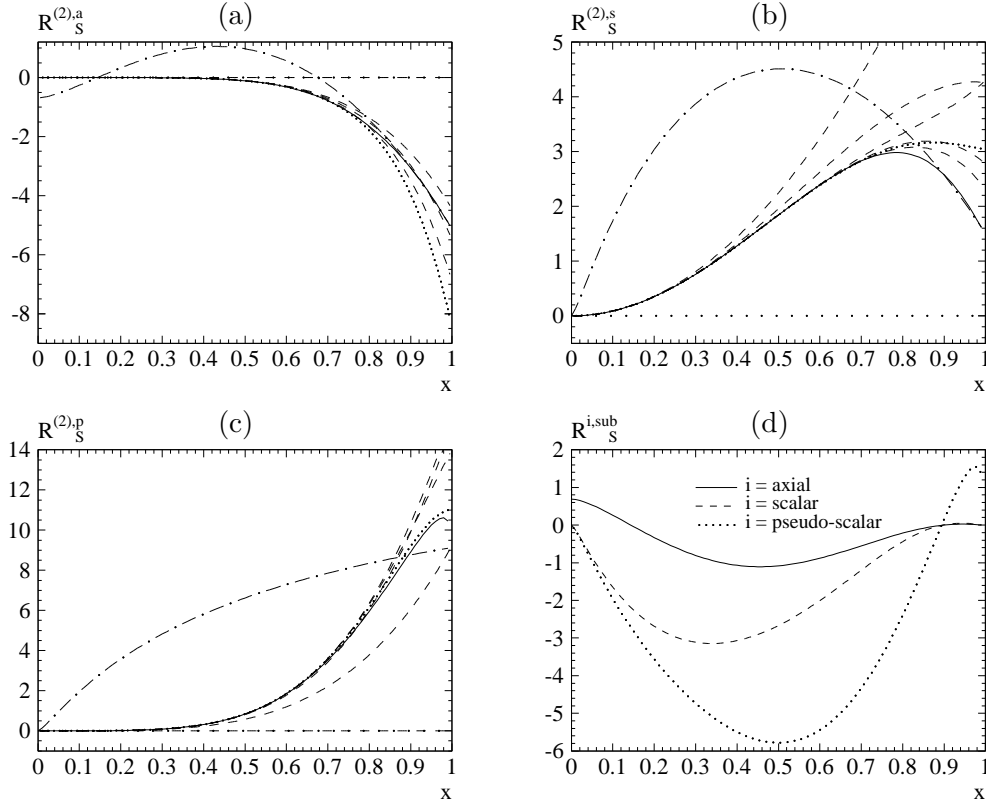 (a)
R^{(2),a}_S
0
-2
-4
-6
-8
0 0.1 0.2 0.3 0.4 0.5 0.6 0.7 0.8 0.9 1
x
(b)
R^{(2),s}_S
5
4
3
2
1
0
0 0.1 0.2 0.3 0.4 0.5 0.6 0.7 0.8 0.9 1
x
(c)
R^{(2),p}_S
14
12
10
8
6
4
2
0
0 0.1 0.2 0.3 0.4 0.5 0.6 0.7 0.8 0.9 1
x
(d)
R^{i,sub}_S
2
1
0
-1
-2
-3
-4
-5
-6
i = axial
i = scalar
i = pseudo-scalar
0 0.1 0.2 0.3 0.4 0.5 0.6 0.7 0.8 0.9 1
x